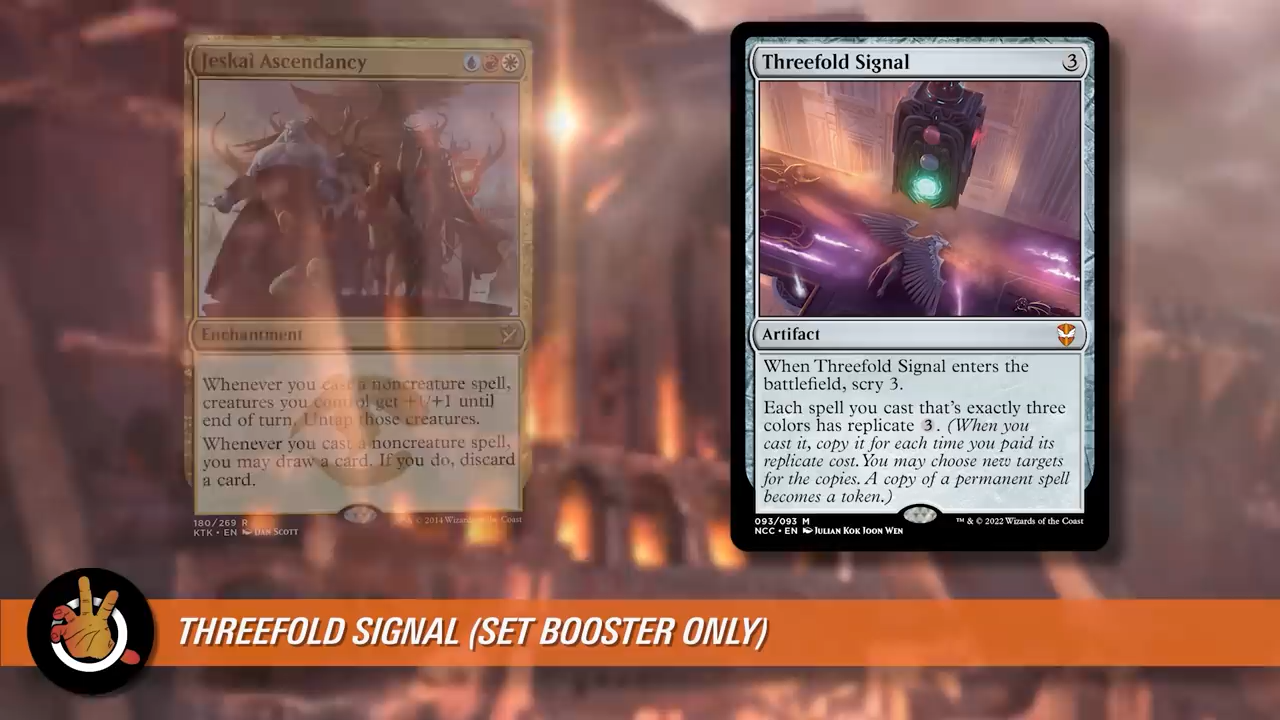 Jeskai Ascendancy
Enchantment
Whenever you cast a noncreature spell,
creatures you control get +1/+1 until
end of turn. Untap those creatures.
Whenever you cast a noncreature spell,
you may draw a card. If you do, discard
a card.
180/269 R
KTK • EN DAN SCOTT
& © 2014 Wizards of the Coast
Threefold Signal 3
Artifact
When Threefold Signal enters the
battlefield, scry 3.
Each spell you cast that's exactly three
colors has replicate 3. (When you
cast it, copy it for each time you paid its
replicate cost. You may choose new targets
for the copies. A copy of a permanent spell
becomes a token.)
093/093 M
NCC • EN JULIAN KOK JOON WEN
™ & © 2022 Wizards of the Coast
THREEFOLD SIGNAL (SET BOOSTER ONLY)